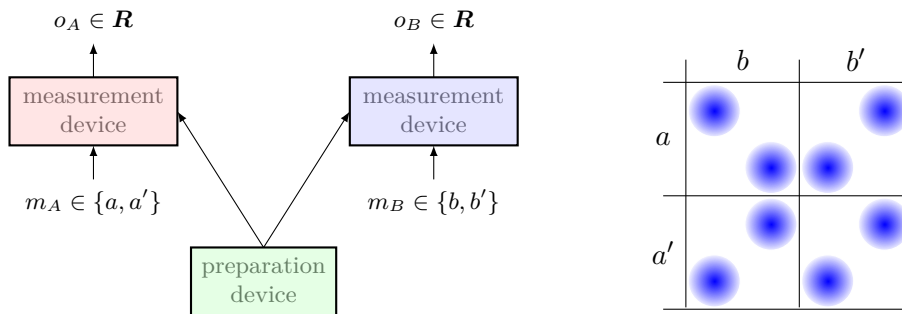 o_A ∈ R
o_B ∈ R
measurement
device
measurement
device
m_A ∈ {a, a′}
m_B ∈ {b, b′}
preparation
device
b
b′
a
a′